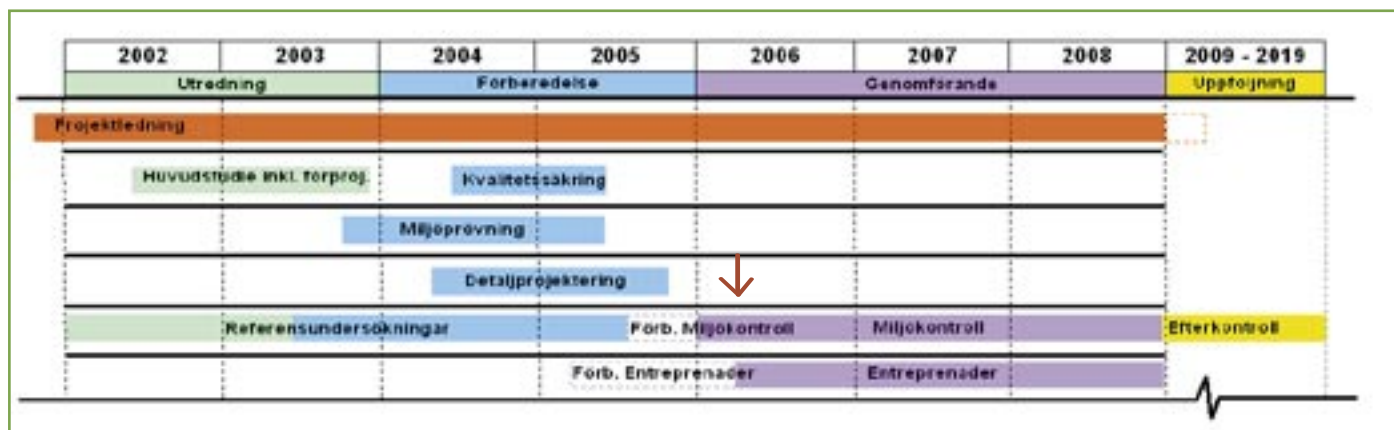 2002 2003 2004 2005 2006 2007 2008 2009 - 2019
Utredning Förberedelse Genomförande Uppföljning
Projektledning
Huvudstudie inkl. förproj. Kvalitetssäkring
Miljöprövning
Detaljprojektering
Referensundersökningar Förb. Miljökontroll Miljökontroll Efterkontroll
Förb. Entreprenader Entreprenader